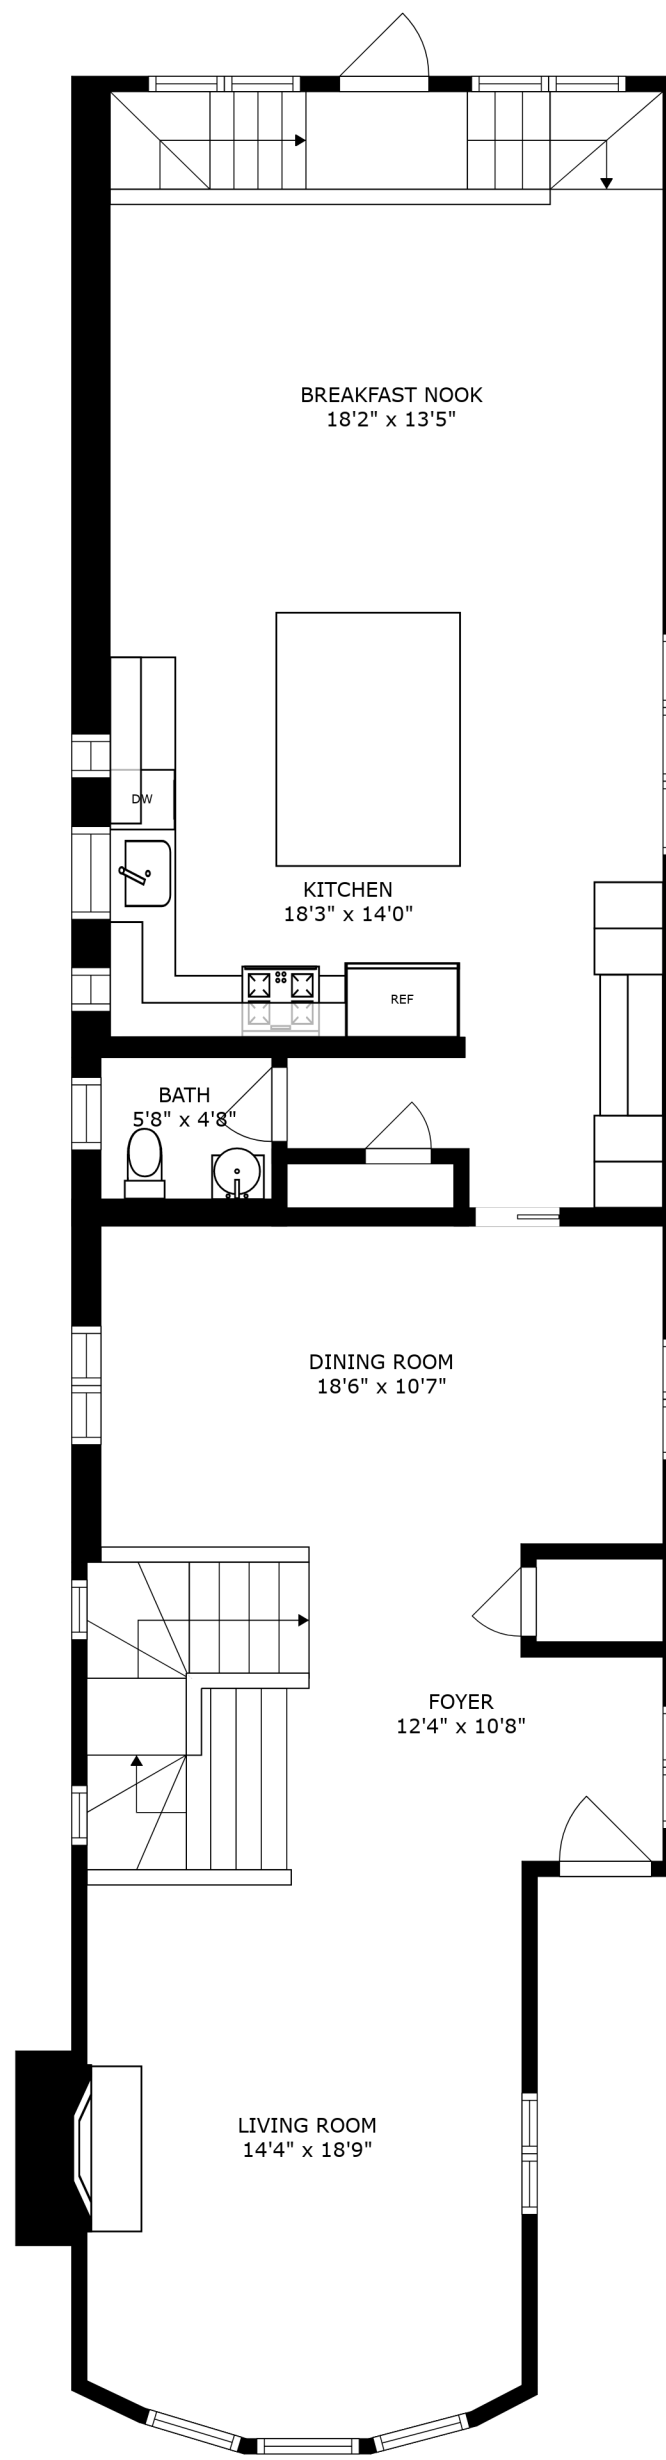 BREAKFAST NOOK
18'2" x 13'5"
DW
KITCHEN
18'3" x 14'0"
REF
BATH
5'8" x 4'8"
DINING ROOM
18'6" x 10'7"
FOYER
12'4" x 10'8"
LIVING ROOM
14'4" x 18'9"